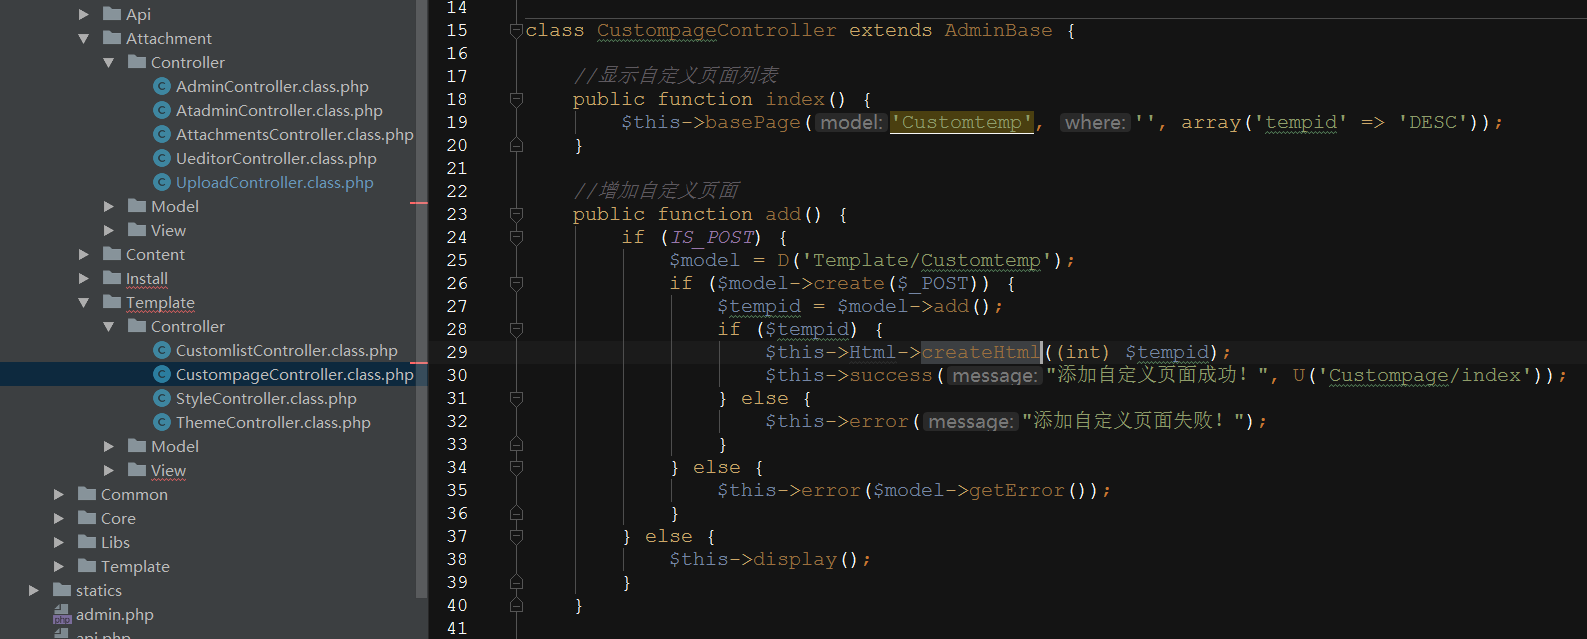 Api
Attachment
Controller
AdminController.class.php
AtadminController.class.php
AttachmentsController.class.php
UeditorController.class.php
UploadController.class.php
Model
View
Content
Install
Template
Controller
CustomlistController.class.php
CustompageController.class.php
StyleController.class.php
ThemeController.class.php
Model
View
Common
Core
Libs
Template
statics
admin.php
api.php
14
15 class CustompageController extends AdminBase {
16
17 //显示自定义页面列表
18 public function index() {
19 $this->basePage( model: 'Customtemp', where: '', array('tempid' => 'DESC'));
20 }
21
22 //增加自定义页面
23 public function add() {
24 if (IS_POST) {
25 $model = D('Template/Customtemp');
26 if ($model->create($_POST)) {
27 $tempid = $model->add();
28 if ($tempid) {
29 $this->Html->createHtml((int) $tempid);
30 $this->success( message: "添加自定义页面成功！", U('Custompage/index'));
31 } else {
32 $this->error( message: "添加自定义页面失败！");
33 }
34 } else {
35 $this->error($model->getError());
36 }
37 } else {
38 $this->display();
39 }
40 }
41